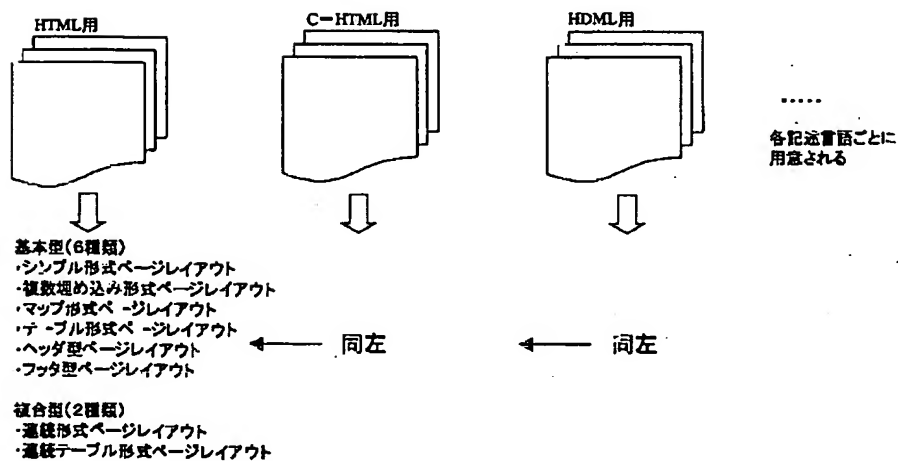 HTML用
C-HTML用
HDML用
.....
各記述言語ごとに
用意される
基本型(6種類)
・シンプル形式ページレイアウト
・複数埋め込み形式ページレイアウト
・マップ形式ページレイアウト
・テーブル形式ページレイアウト
・ヘッダ型ページレイアウト
・フッタ型ページレイアウト
同左
同左
複合型(2種類)
・連続形式ページレイアウト
・連続テーブル形式ページレイアウト